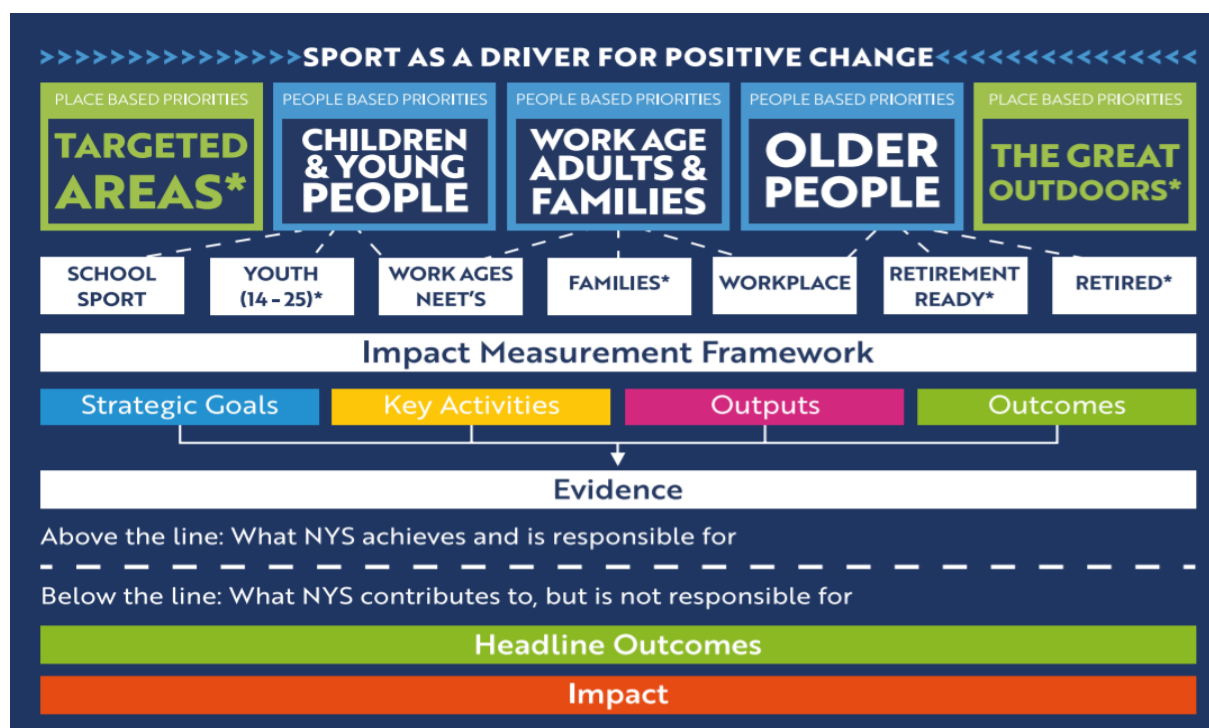 >>>>>>>>>>>>>>>SPORT AS A DRIVER FOR POSITIVE CHANGE<<<<<<<<<<<<<<<
PLACE BASED PRIORITIES
TARGETED
AREAS*
PEOPLE BASED PRIORITIES
CHILDREN
& YOUNG
PEOPLE
PEOPLE BASED PRIORITIES
WORK AGE
ADULTS &
FAMILIES
PEOPLE BASED PRIORITIES
OLDER
PEOPLE
PLACE BASED PRIORITIES
THE GREAT
OUTDOORS*
SCHOOL
SPORT
YOUTH
(14 - 25)*
WORK AGES
NEET'S
FAMILIES*
WORKPLACE
RETIREMENT
READY*
RETIRED*
Impact Measurement Framework
Strategic Goals
Key Activities
Outputs
Outcomes
Evidence
Above the line: What NYS achieves and is responsible for
Below the line: What NYS contributes to, but is not responsible for
Headline Outcomes
Impact